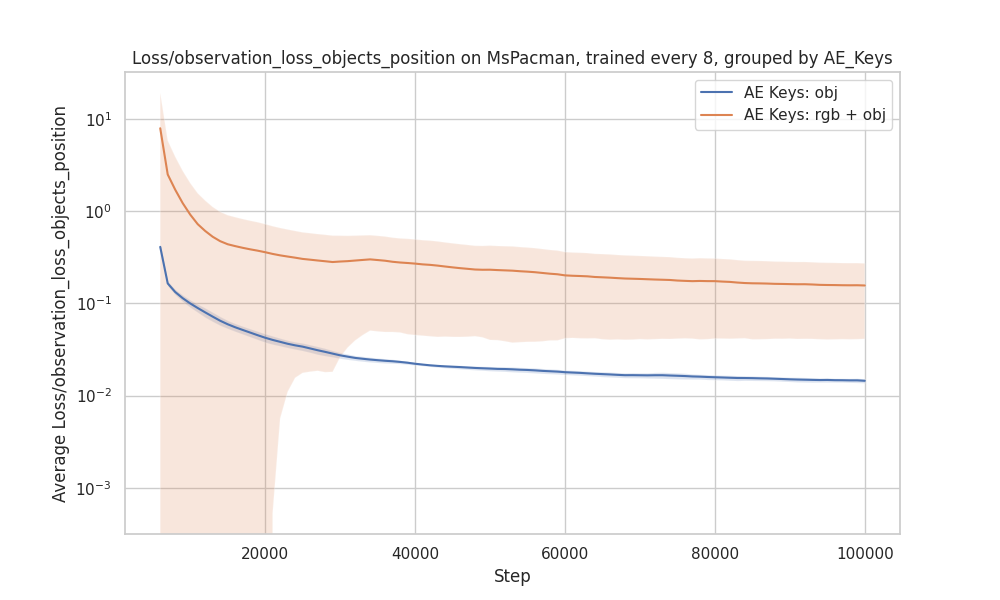 Loss/observation_loss_objects_position on MsPacman, trained every 8, grouped by AE_Keys
AE Keys: obj
AE Keys: rgb + obj
Average Loss/observation_loss_objects_position
10¹
10⁰
10⁻¹
10⁻²
10⁻³
20000 40000 60000 80000 100000
Step